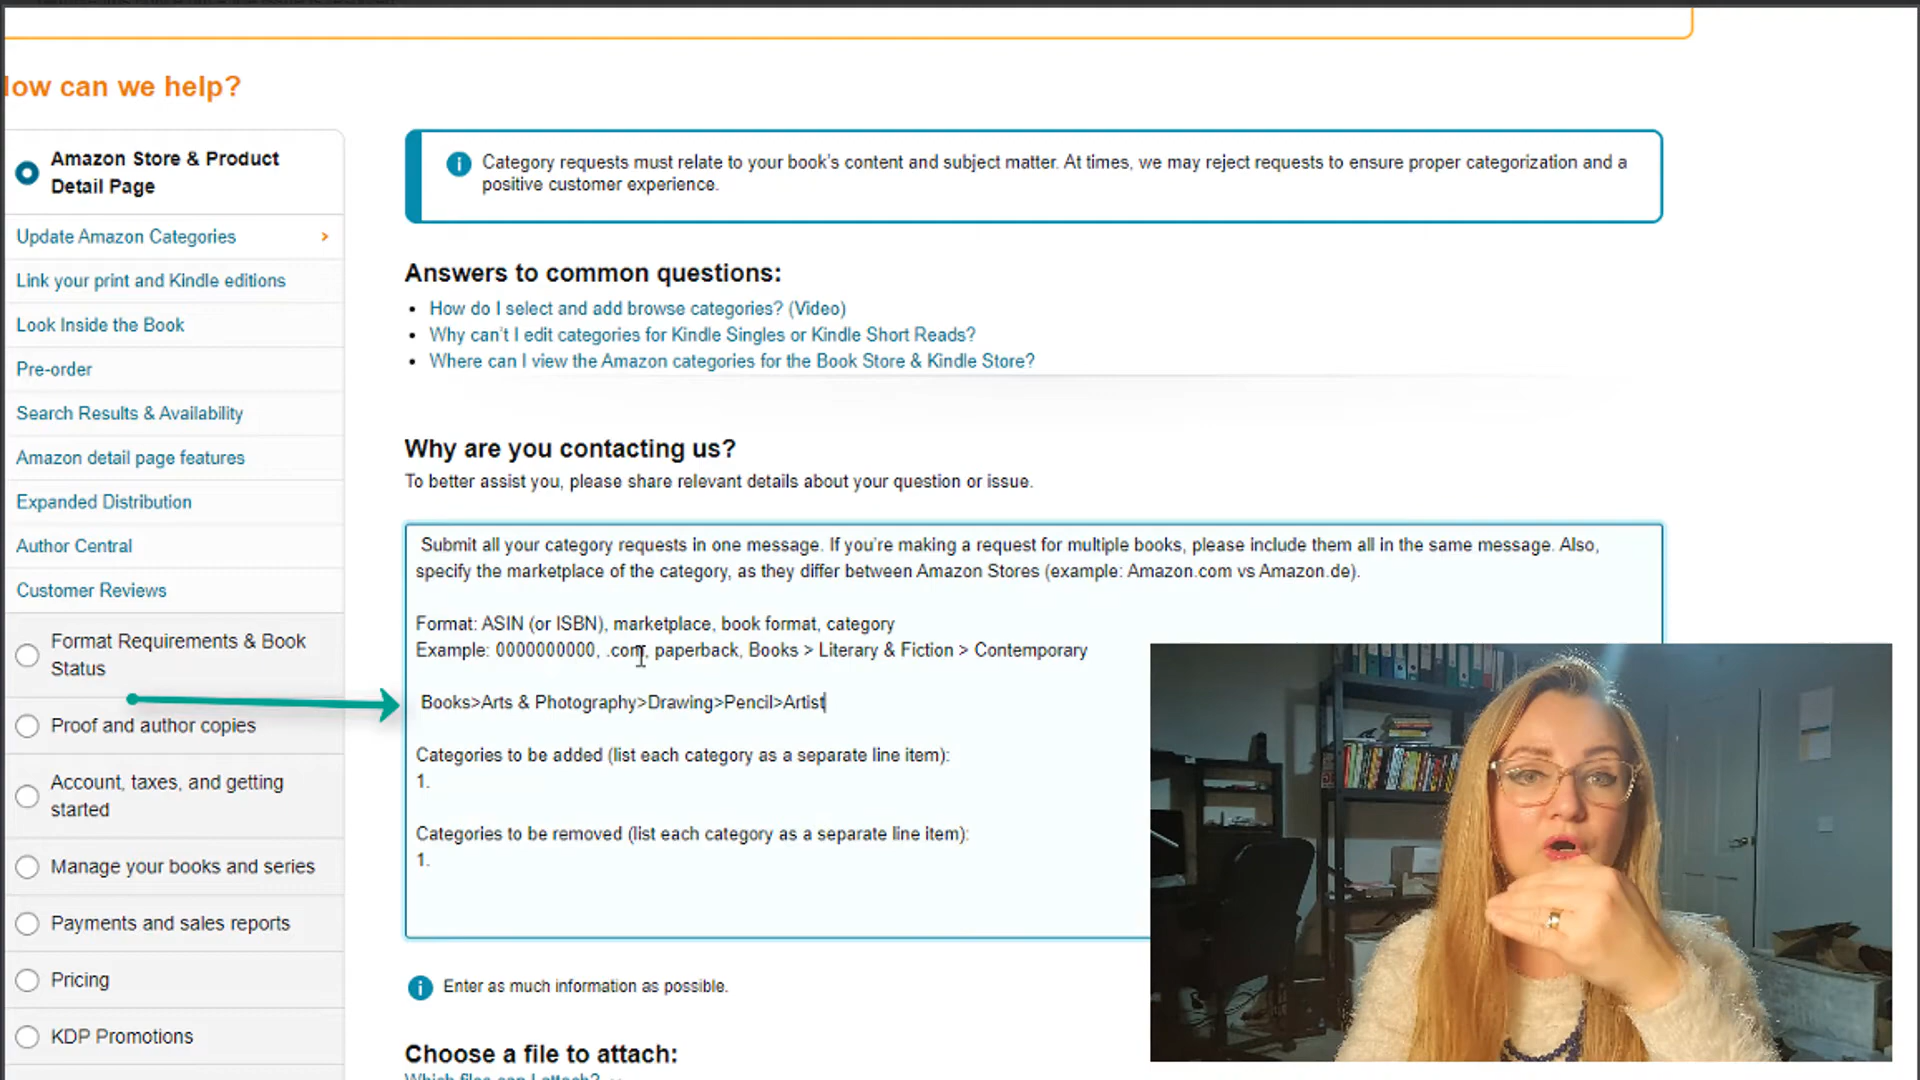 ow can we help?
Amazon Store & Product
Detail Page
Update Amazon Categories
Link your print and Kindle editions
Look Inside the Book
Pre-order
Search Results & Availability
Amazon detail page features
Expanded Distribution
Author Central
Customer Reviews
Format Requirements & Book
Status
Proof and author copies
Account, taxes, and getting
started
Manage your books and series
Payments and sales reports
Pricing
KDP Promotions
Category requests must relate to your book's content and subject matter. At times, we may reject requests to ensure proper categorization and a
positive customer experience.
Answers to common questions:
• How do I select and add browse categories? (Video)
• Why can't I edit categories for Kindle Singles or Kindle Short Reads?
• Where can I view the Amazon categories for the Book Store & Kindle Store?
Why are you contacting us?
To better assist you, please share relevant details about your question or issue.
Submit all your category requests in one message. If you're making a request for multiple books, please include them all in the same message. Also,
specify the marketplace of the category, as they differ between Amazon Stores (example: Amazon.com vs Amazon.de).
Format: ASIN (or ISBN), marketplace, book format, category
Example: 0000000000, .com, paperback, Books > Literary & Fiction > Contemporary
Books>Arts & Photography>Drawing>Pencil>Artist
Categories to be added (list each category as a separate line item):
1.
Categories to be removed (list each category as a separate line item):
1.
Enter as much information as possible.
Choose a file to attach:
Which files can I attach?